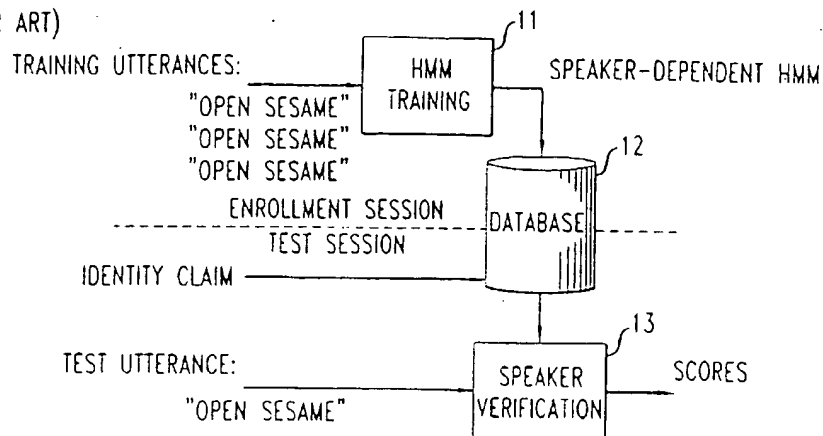 ART)
11
TRAINING UTTERANCES:
HMM
TRAINING
SPEAKER-DEPENDENT HMM
"OPEN SESAME"
"OPEN SESAME"
"OPEN SESAME"
12
DATABASE
ENROLLMENT SESSION
TEST SESSION
IDENTITY CLAIM
13
TEST UTTERANCE:
SPEAKER
VERIFICATION
SCORES
"OPEN SESAME"